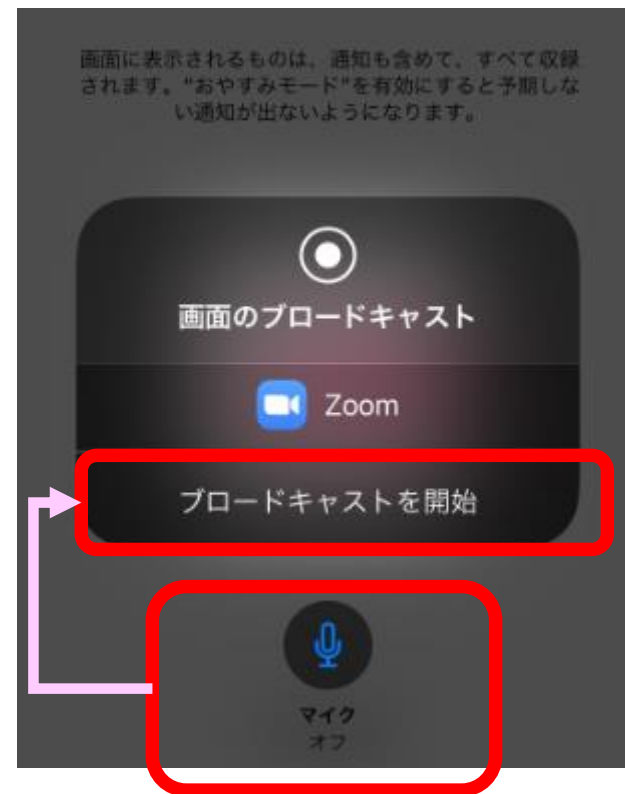 画面に表示されるものは、通知も含めて、すべて収録
されます。“おやすみモード”を有効にすると予期しな
い通知が出ないようになります。
画面のブロードキャスト
Zoom
ブロードキャストを開始
マイク
オフ